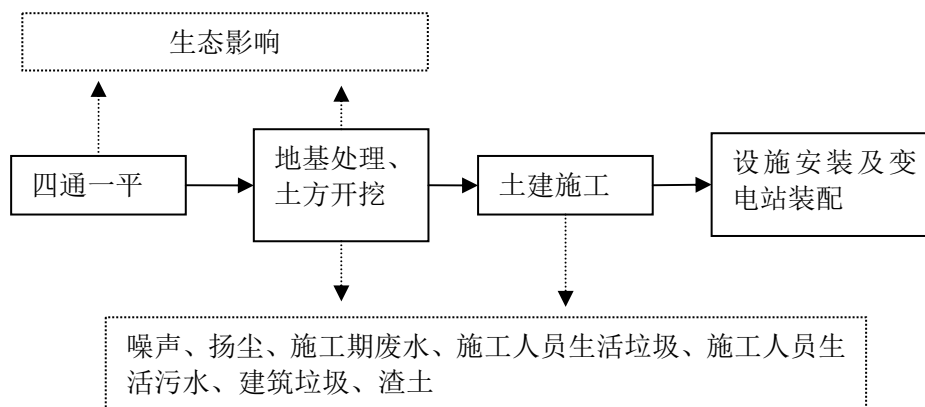 生态影响
四通一平
地基处理、
土方开挖
土建施工
设施安装及变
电站装配
噪声、扬尘、施工期废水、施工人员生活垃圾、施工人员生
活污水、建筑垃圾、渣土